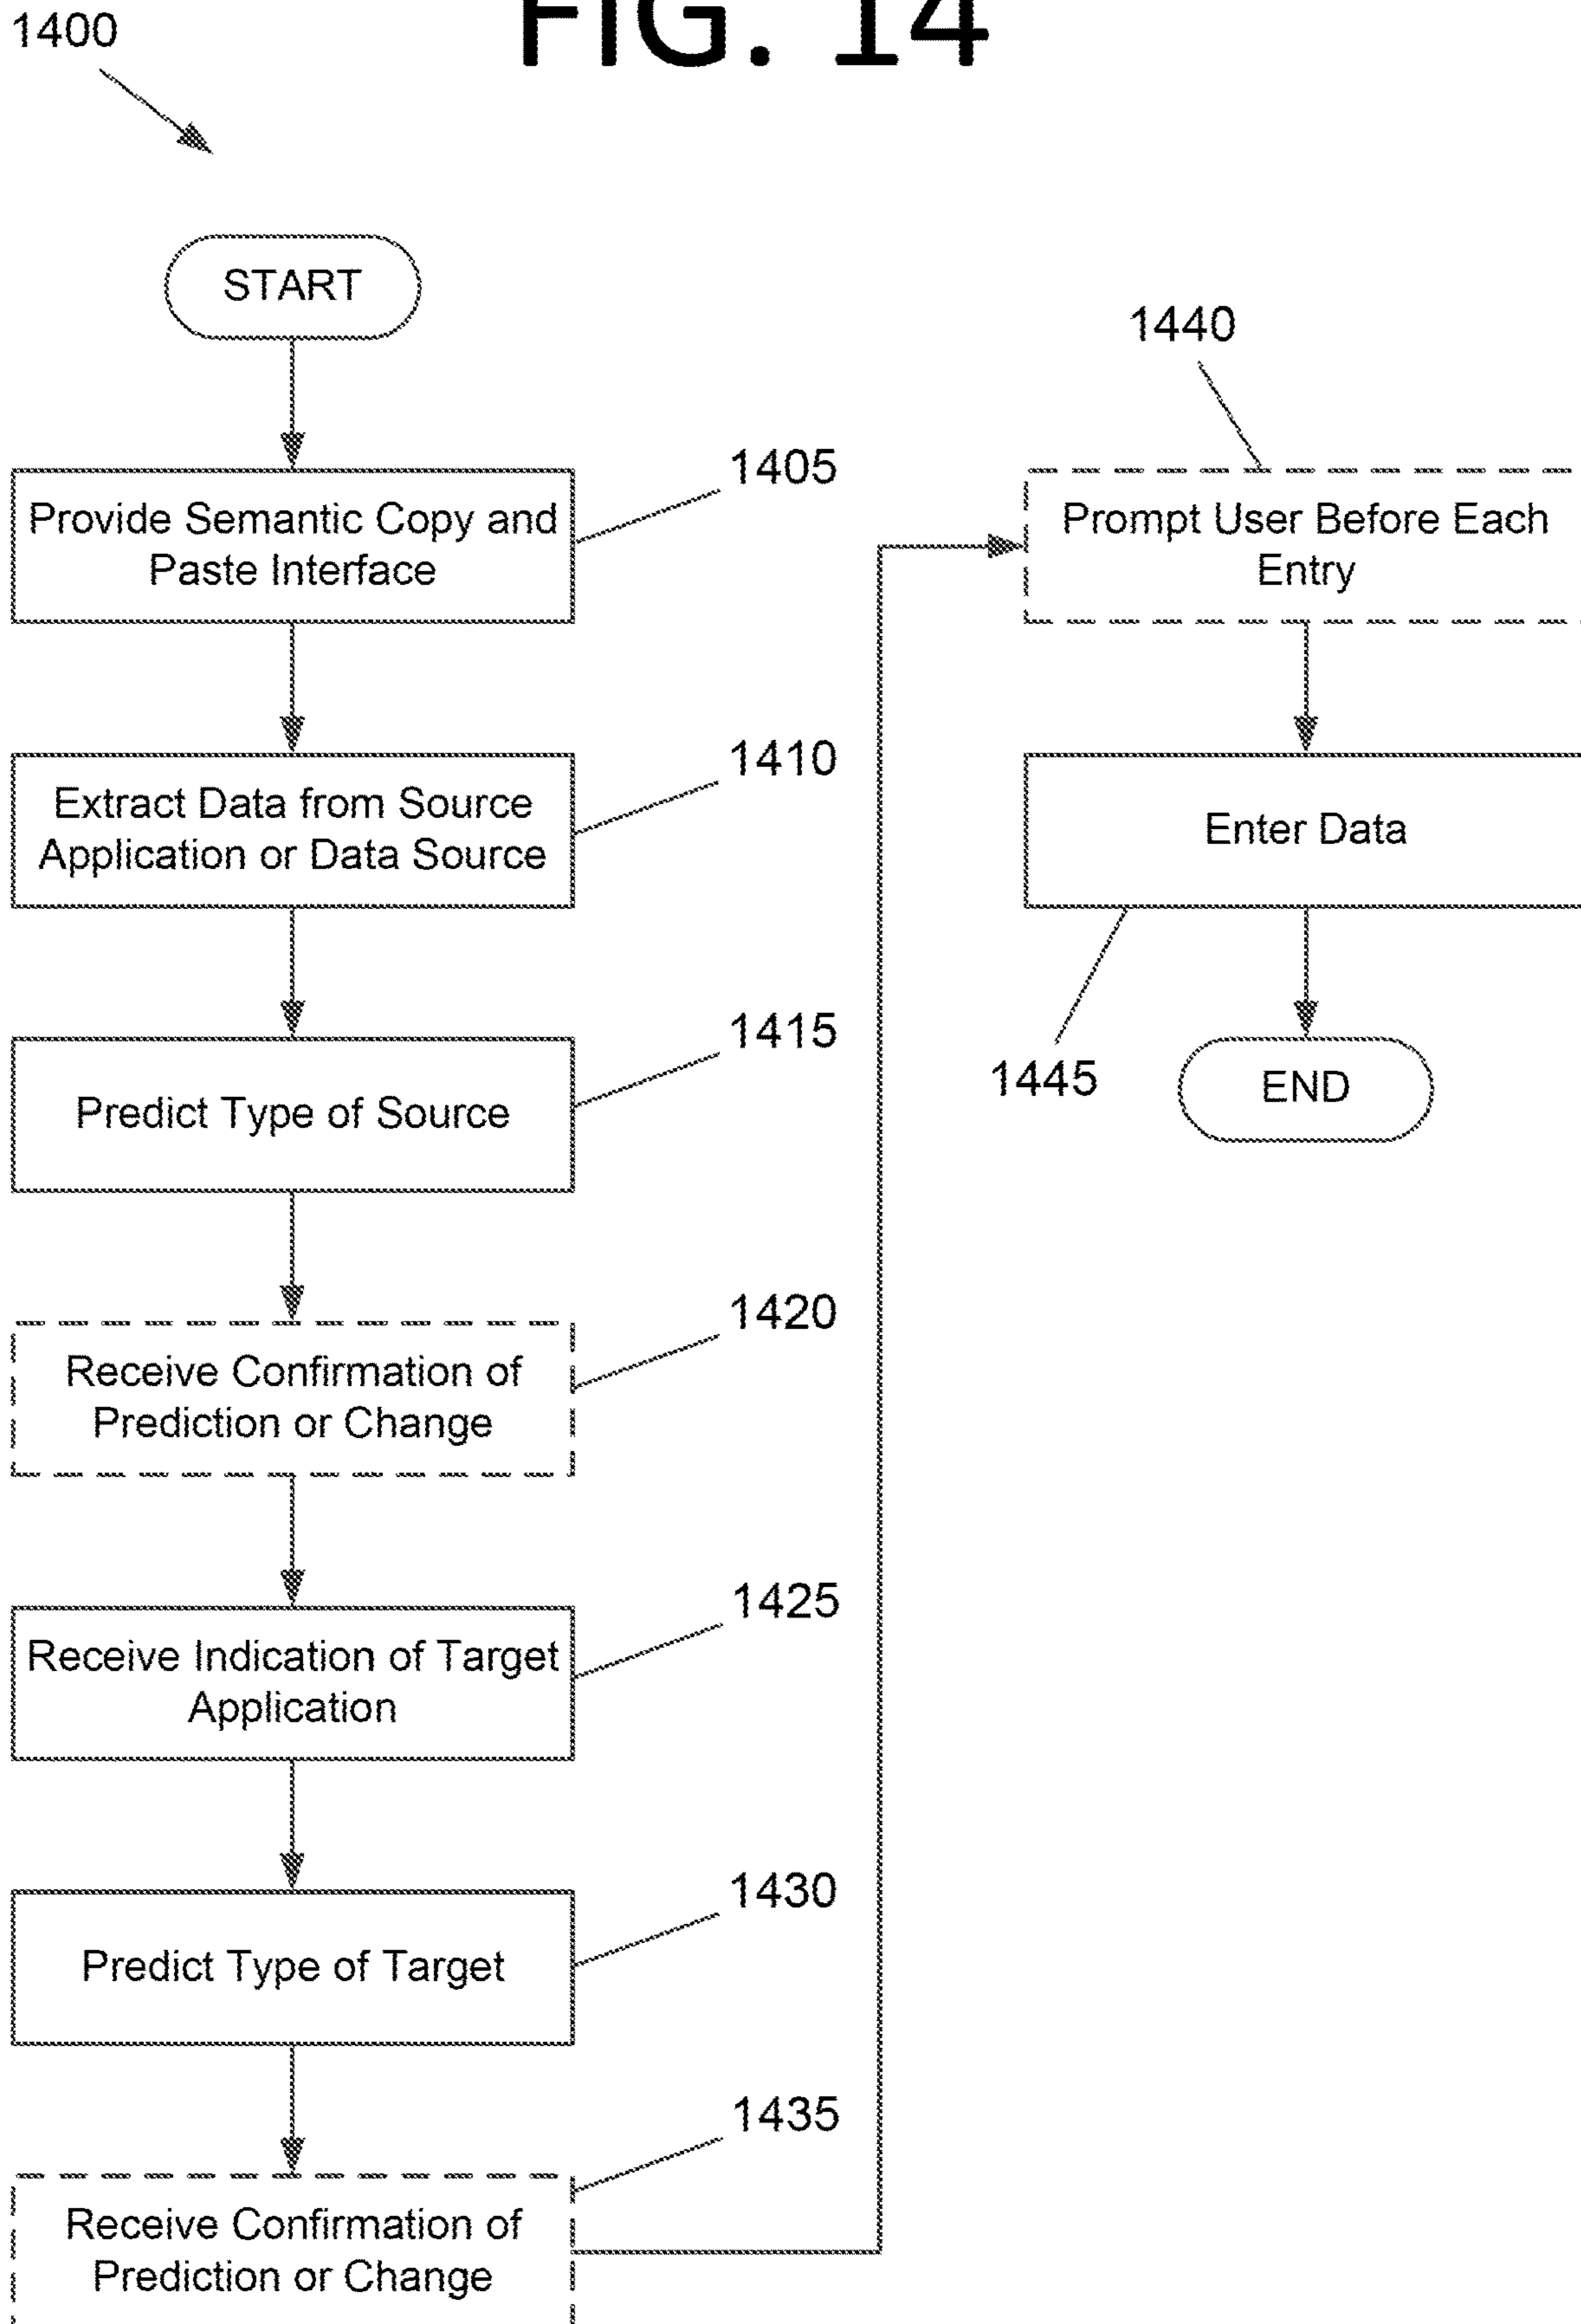 FIG. 14
1400
START
1405
Provide Semantic Copy and
Paste Interface
1410
Extract Data from Source
Application or Data Source
1415
Predict Type of Source
1420
Receive Confirmation of
Prediction or Change
1425
Receive Indication of Target
Application
1430
Predict Type of Target
1435
Receive Confirmation of
Prediction or Change
1440
Prompt User Before Each
Entry
Enter Data
1445
END